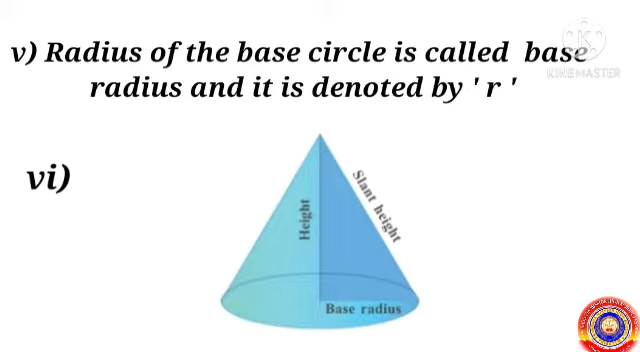 v) Radius of the base circle is called base
KINEMASTER
radius and it is denoted by ' r '
vi)
Slant height
Height
Base radius